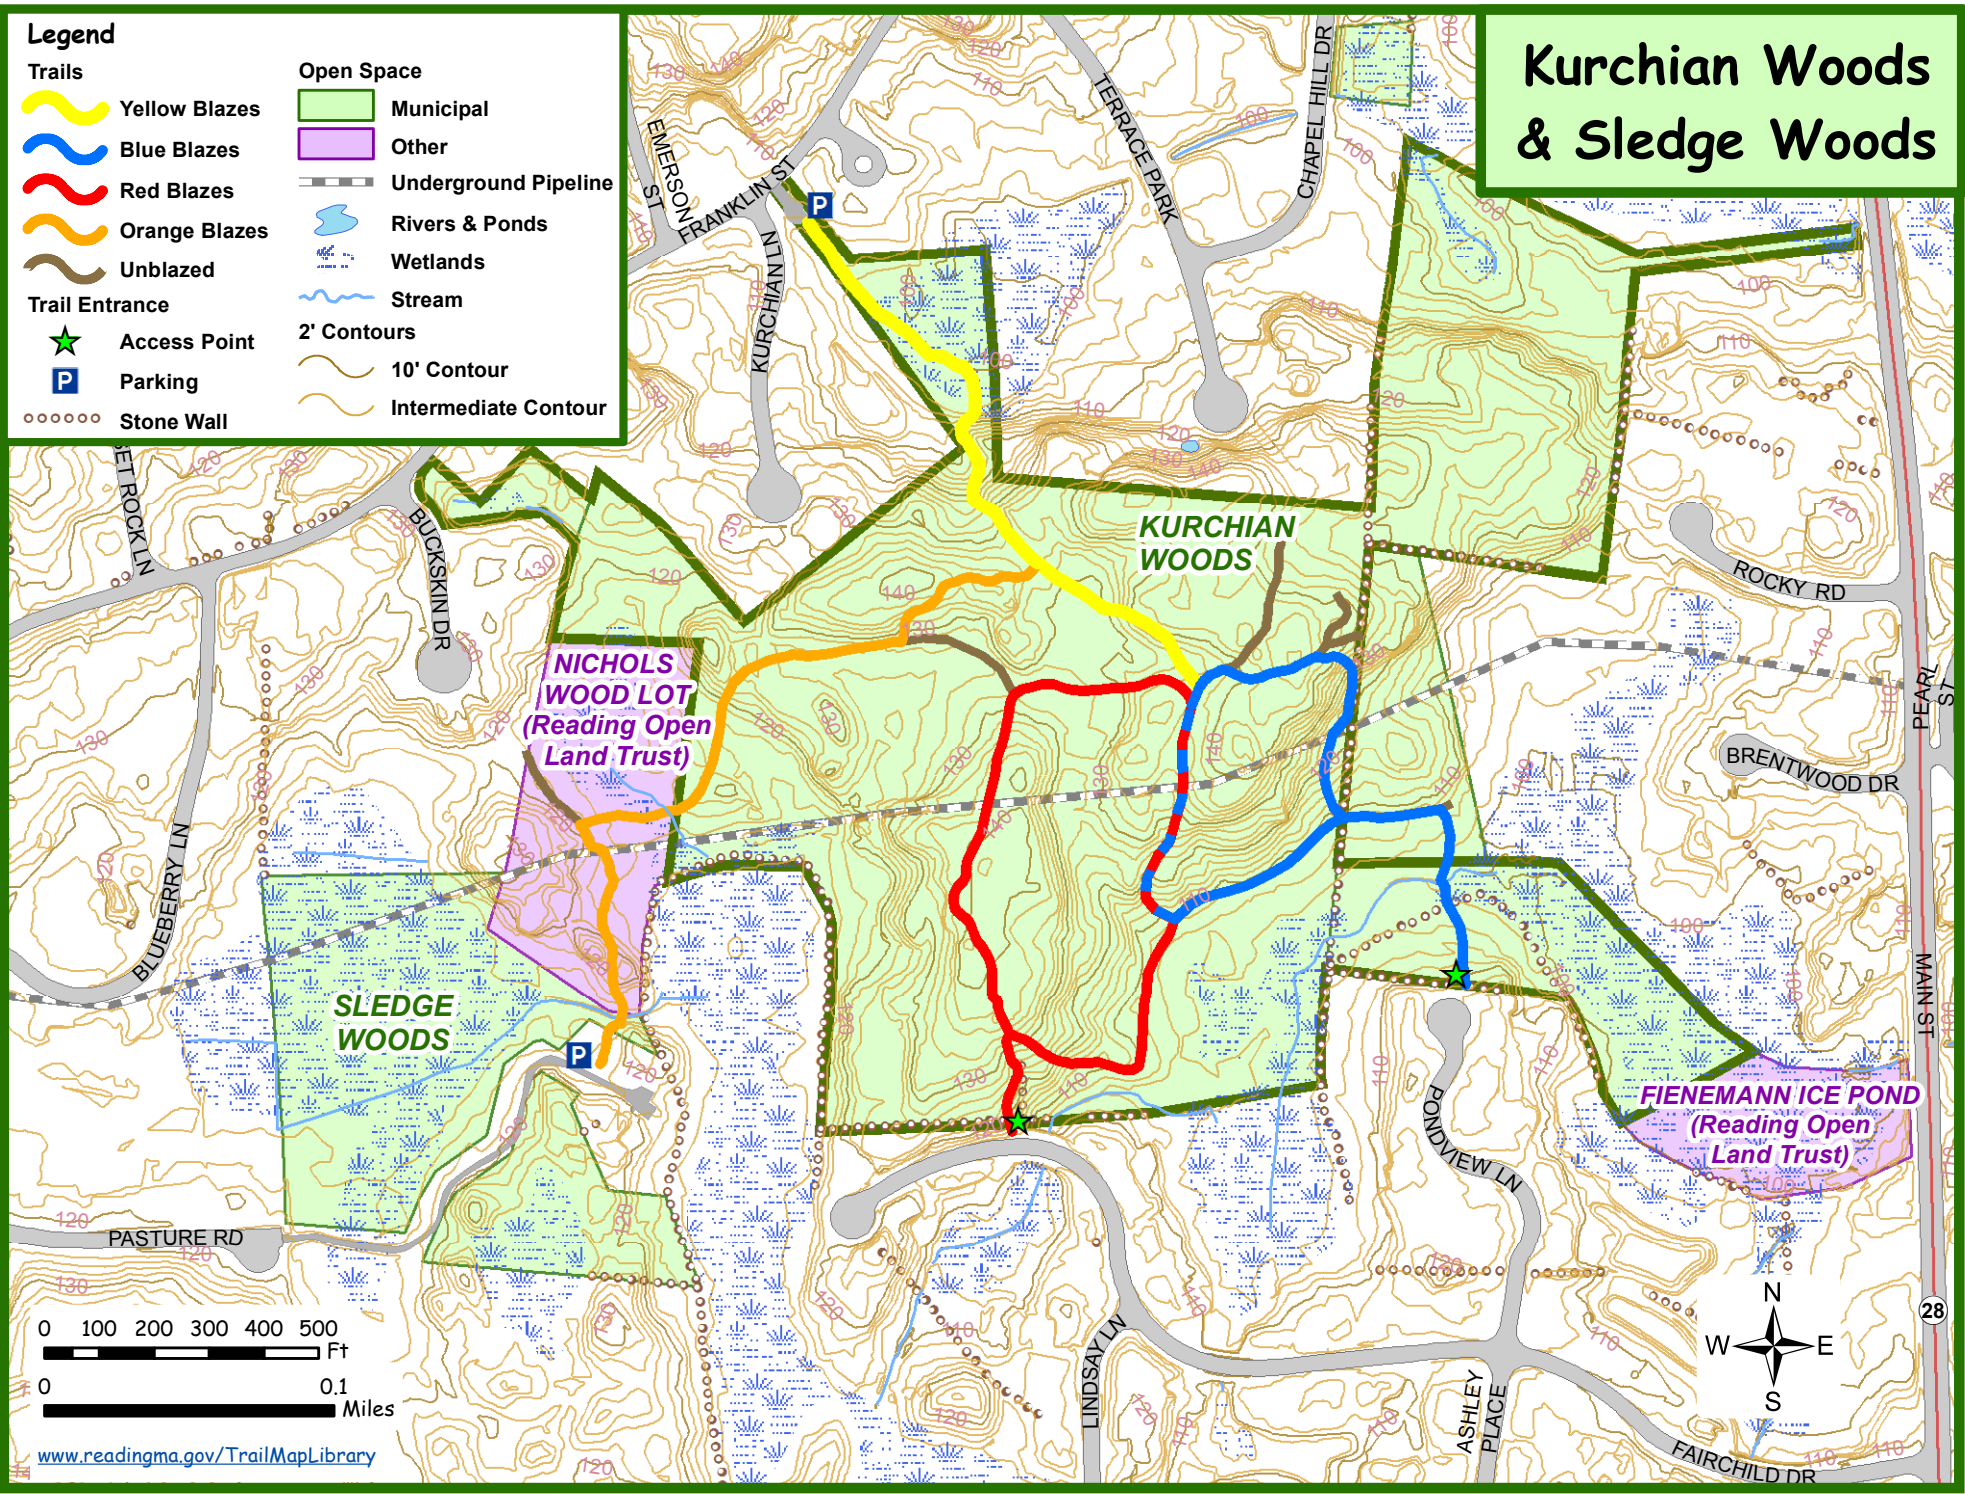 Kurchian Woods
& Sledge Woods
Legend
Trails
Yellow Blazes
Blue Blazes
Red Blazes
Orange Blazes
Unblazed
Trail Entrance
Access Point
P
Parking
Stone Wall
Open Space
Municipal
Other
Underground Pipeline
Rivers & Ponds
Wetlands
Stream
2' Contours
10' Contour
Intermediate Contour
EMERSON
ST
FRANKLIN ST
KURCHIAN LN
TERRACE PARK
CHAPEL HILL DR
P
KURCHIAN
WOODS
BUCKSKIN DR
ROCKY RD
BRENTWOOD DR
PEARL
ST
MAIN ST
NICHOLS
WOOD LOT
(Reading Open
Land Trust)
BLUEBERRY LN
SLEDGE
WOODS
P
PASTURE RD
PONDVIEW LN
FIENEMANN ICE POND
(Reading Open
Land Trust)
LINDSAY LN
ASHLEY
PLACE
FAIRCHILD DR
28
N
W
E
S
0 100 200 300 400 500
Ft
0 0.1
Miles
www.readingma.gov/TrailMapLibrary